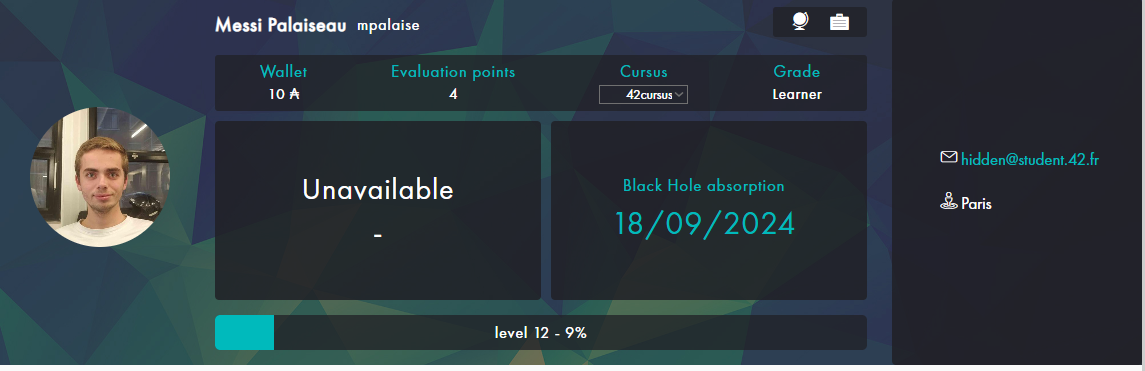 Messi Palaiseau mpalaise
Wallet Evaluation points Cursus Grade
10 ₳ 4 42cursus Learner
Unavailable
-
Black Hole absorption
18/09/2024
hidden@student.42.fr
Paris
level 12 - 9%